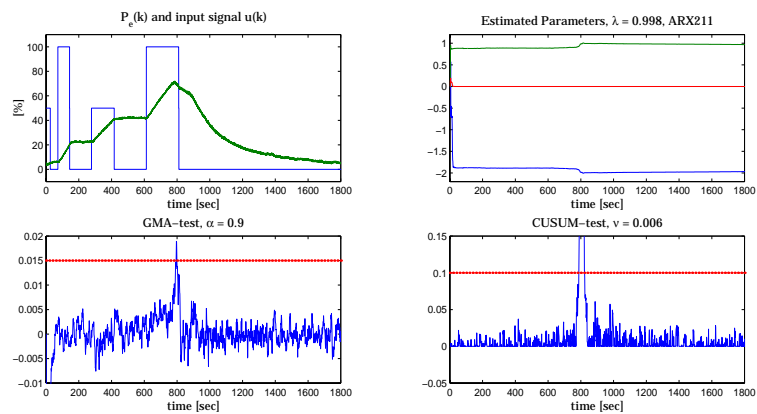 P_e(k) and input signal u(k)
[%]
100
80
60
40
20
0
0 200 400 600 800 1000 1200 1400 1600 1800
time [sec]
Estimated Parameters, λ = 0.998, ARX211
1
0.5
0
−0.5
−1
−1.5
−2
0 200 400 600 800 1000 1200 1400 1600 1800
time [sec]
GMA−test, α = 0.9
0.02
0.015
0.01
0.005
0
−0.005
−0.01
0 200 400 600 800 1000 1200 1400 1600 1800
time [sec]
CUSUM−test, ν = 0.006
0.15
0.1
0.05
0
−0.05
0 200 400 600 800 1000 1200 1400 1600 1800
time [sec]